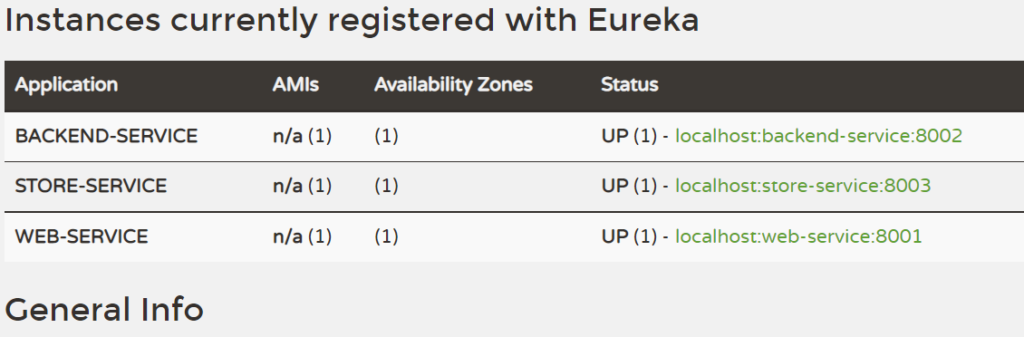 Instances currently registered with Eureka
Application AMIs Availability Zones Status
BACKEND-SERVICE n/a (1) (1) UP (1) - localhost:backend-service:8002
STORE-SERVICE n/a (1) (1) UP (1) - localhost:store-service:8003
WEB-SERVICE n/a (1) (1) UP (1) - localhost:web-service:8001
General Info